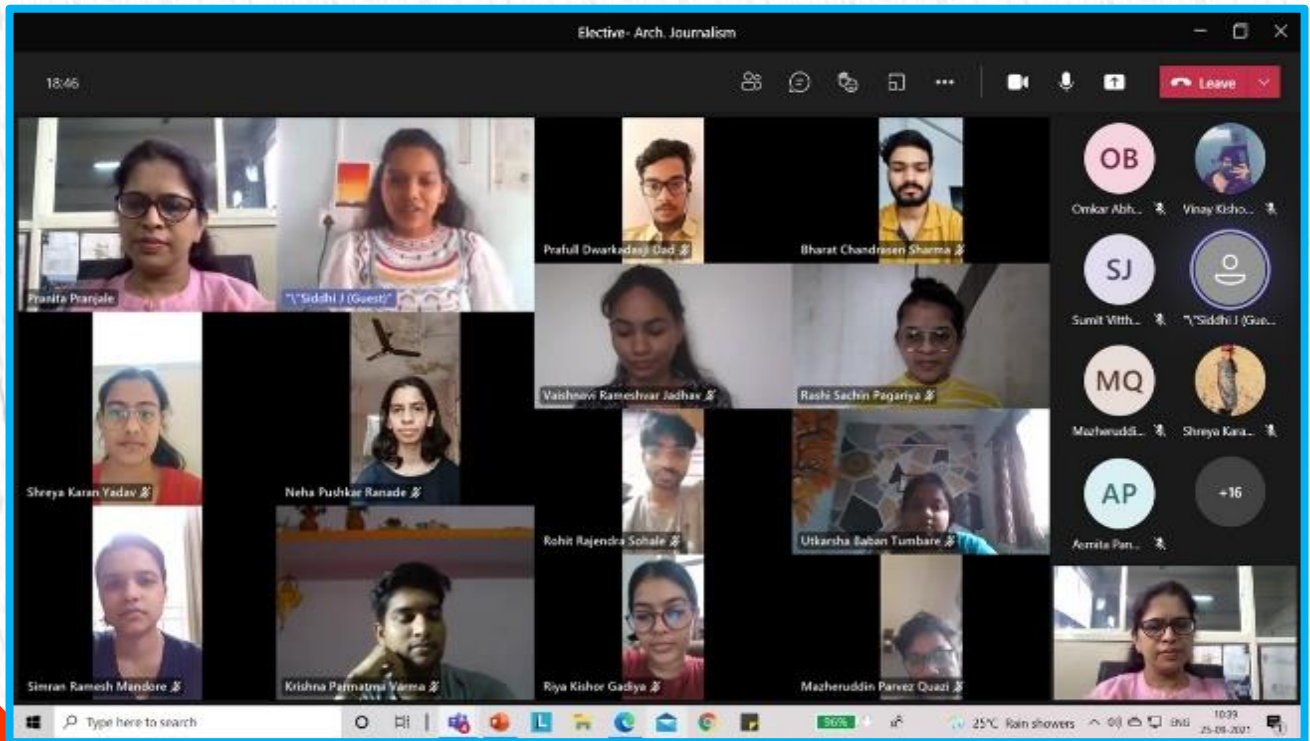 Elective- Arch. Journalism
18:46
Leave
Pranita Pranjale
"\"Siddhi J (Guest)"
Prafull Dwarkadasji Dad
Bharat Chandrasen Sharma
OB
Omkar Abh...
Vinay Kisho...
Shreya Karan Yadav
Neha Pushkar Ranade
Vaishnavi Rameshvar Jadhav
Rashi Sachin Pagariya
SJ
Sumit Vitth...
"\"Siddhi J (Gue...
MQ
Mazheruddi...
Shreya Kara...
Simran Ramesh Mandore
Krishna Parmatma Varma
Rohit Rajendra Sohale
Utkarsha Baban Tumbare
AP
Asmita Pan...
+16
Riya Kishor Gadiya
Mazheruddin Parvez Quazi
Type here to search
96%
25°C Rain showers
ENG
10:39
25-09-2021